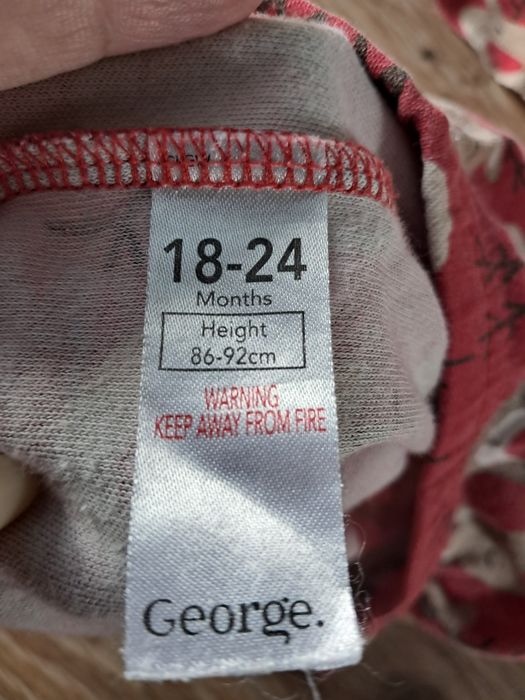 18-24
Months
Height
86-92cm
WARNING
KEEP AWAY FROM FIRE
George.